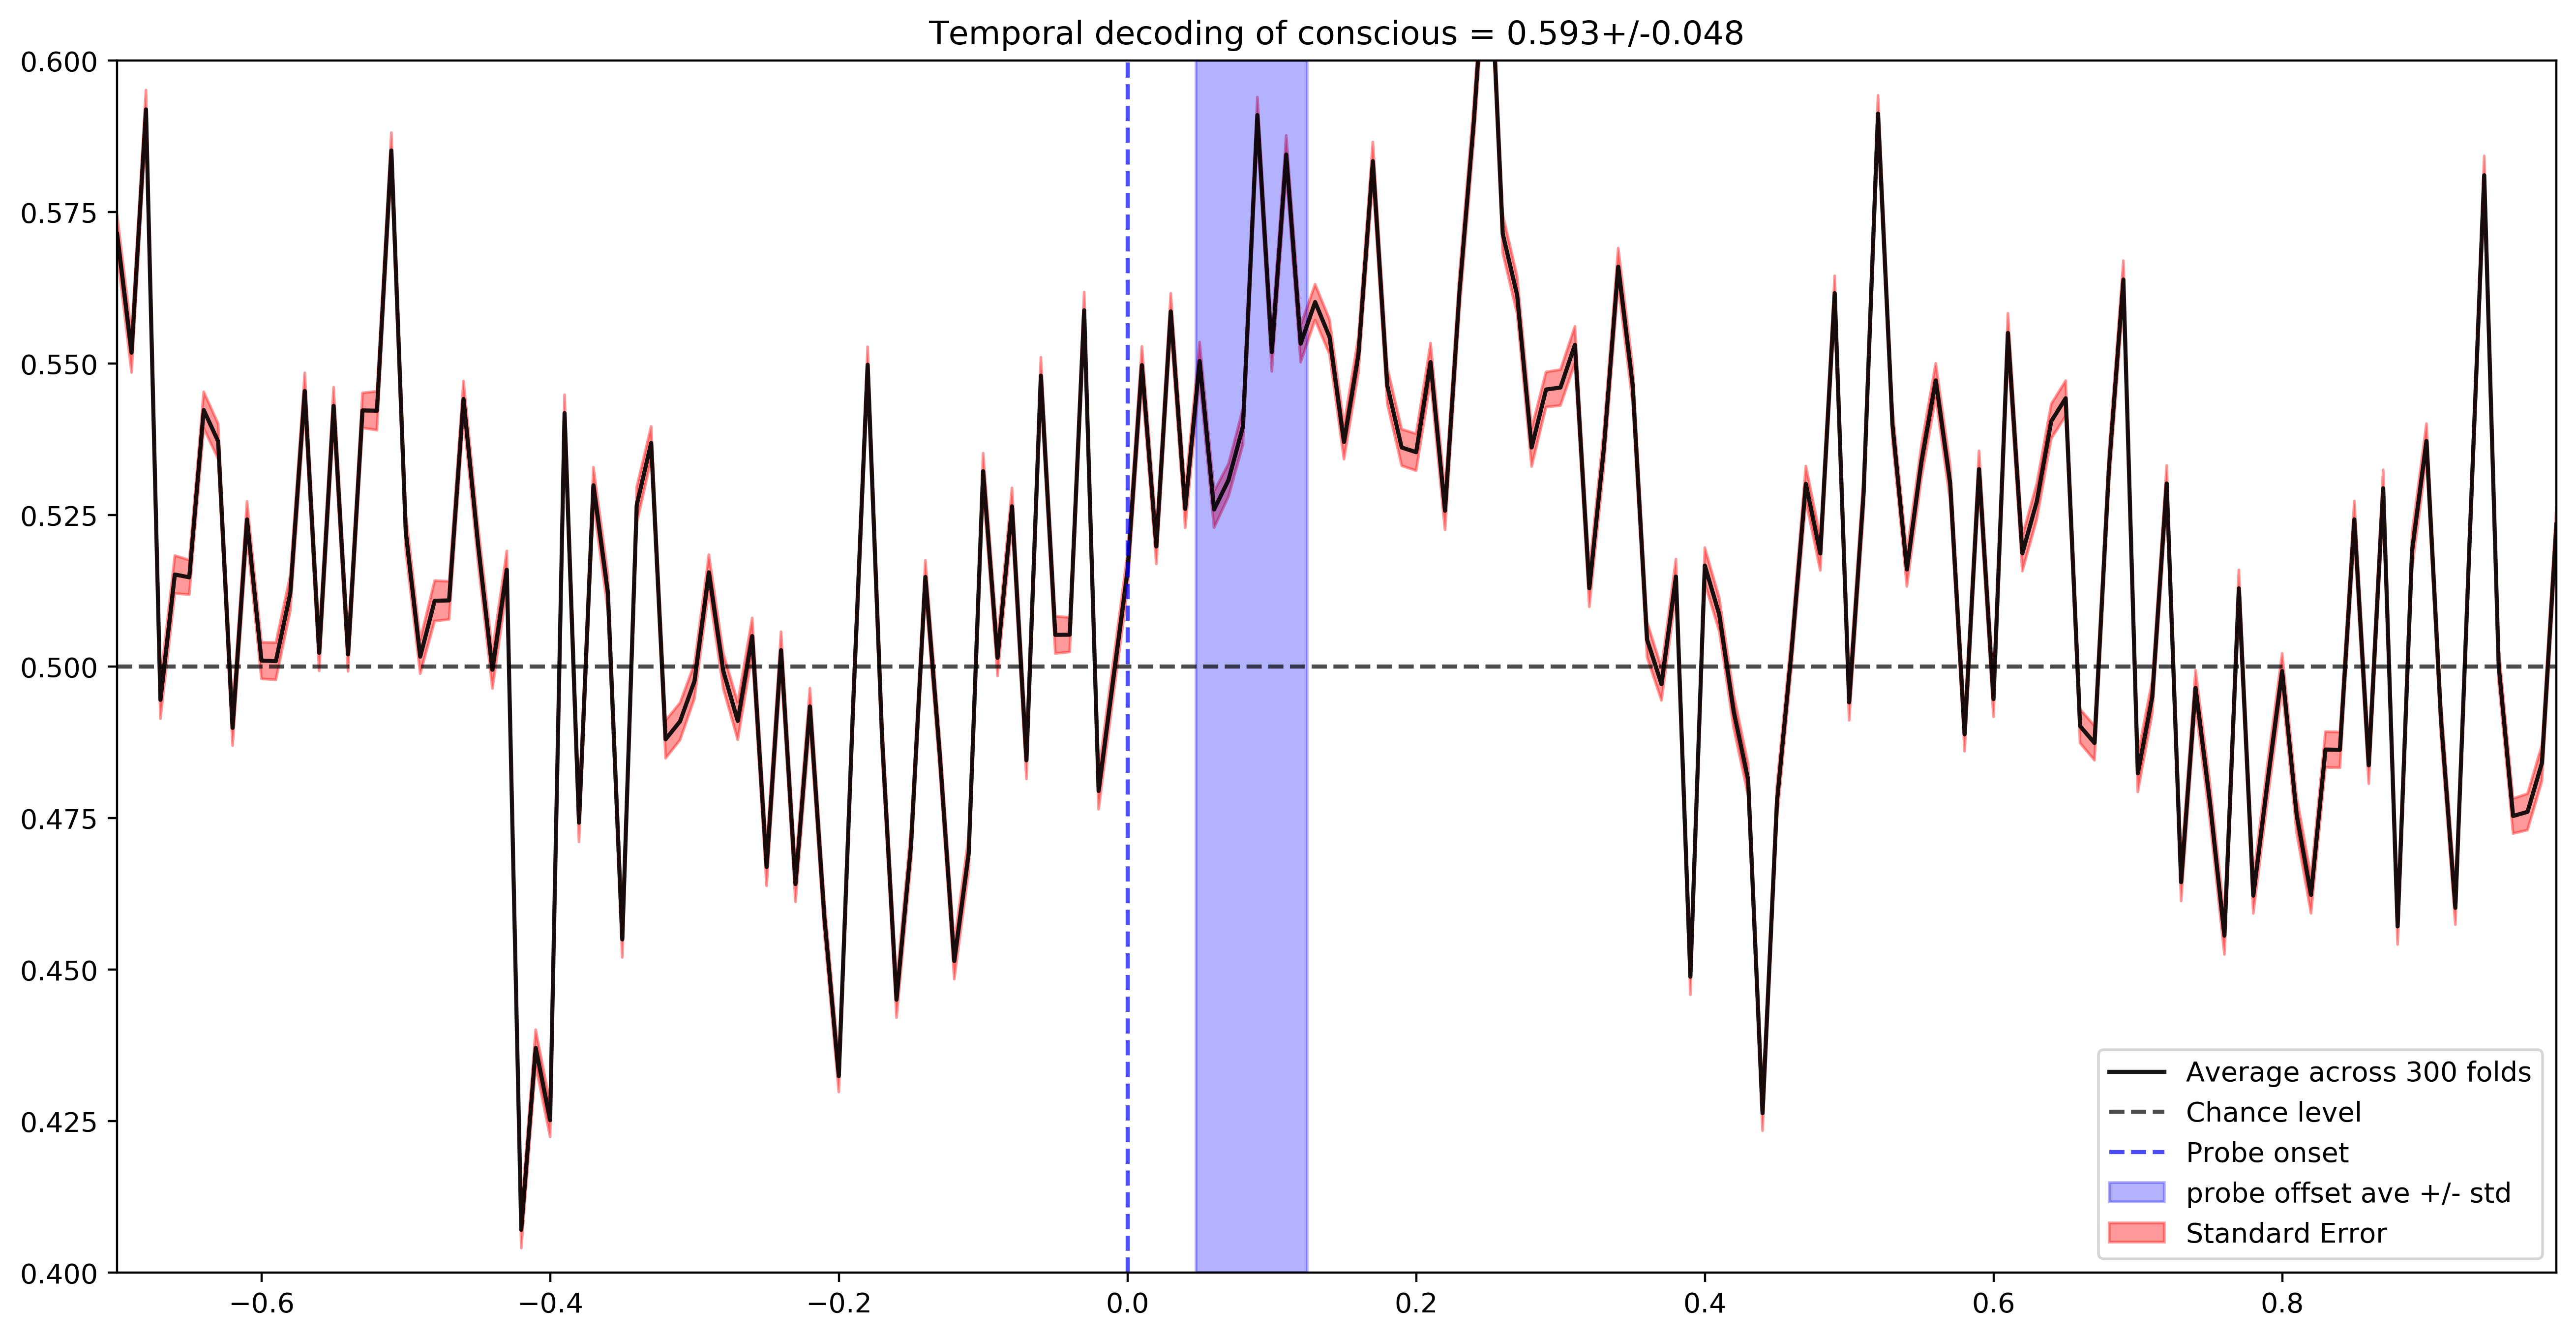 Temporal decoding of conscious = 0.593+/-0.048
0.600
0.575
0.550
0.525
0.500
0.475
0.450
0.425
0.400
Average across 300 folds
Chance level
Probe onset
probe offset ave +/- std
Standard Error
−0.6 −0.4 −0.2 0.0 0.2 0.4 0.6 0.8